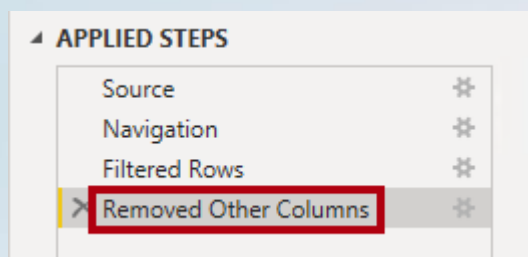 APPLIED STEPS
Source
Navigation
Filtered Rows
Removed Other Columns